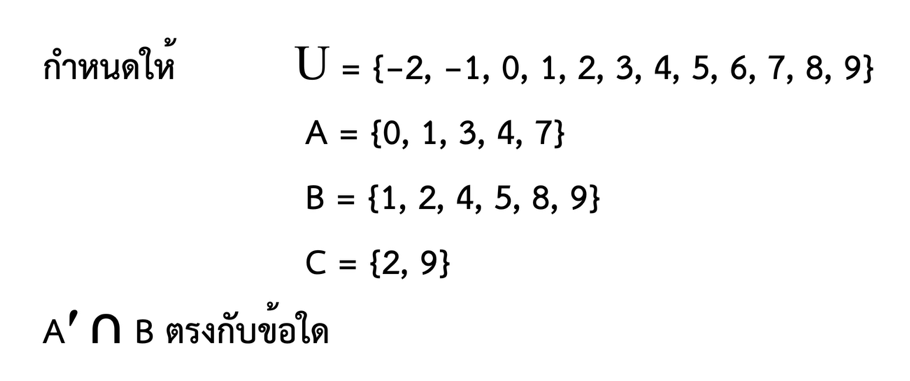 กำหนดให้ U = {-2, -1, 0, 1, 2, 3, 4, 5, 6, 7, 8, 9}
A = {0, 1, 3, 4, 7}
B = {1, 2, 4, 5, 8, 9}
C = {2, 9}
A′ ∩ B ตรงกับข้อใด